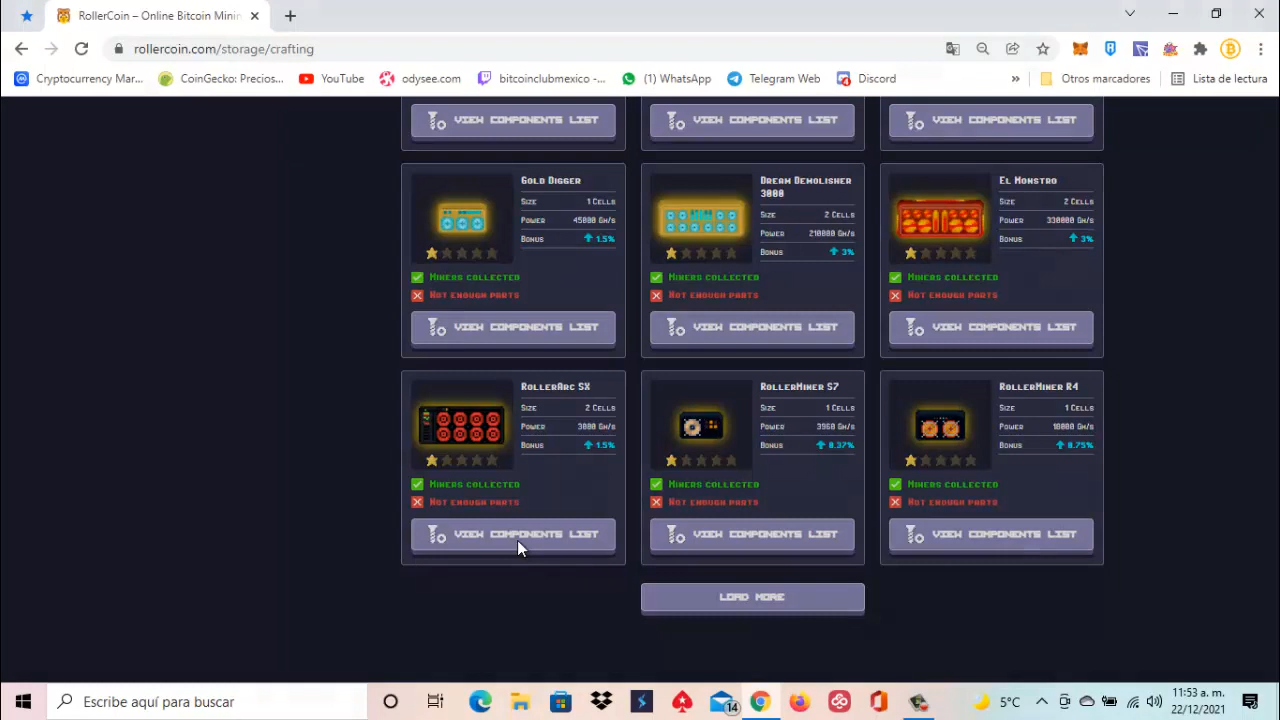 RollerCoin – Online Bitcoin Minin
rollercoin.com/storage/crafting
Cryptocurrency Mar...
CoinGecko: Precios...
YouTube
odysee.com
bitcoinclubmexico -...
(1) WhatsApp
Telegram Web
Discord
»
Otros marcadores
Lista de lectura
View components list
View components list
View components list
Gold Digger
Size 1 Cells
Power 45000 Gh/s
Bonus 1.5%
Miners collected
Not enough parts
View components list
Dream Demolisher
3000
Size 2 Cells
Power 210000 Gh/s
Bonus 3%
Miners collected
Not enough parts
View components list
El Monstro
Size 2 Cells
Power 330000 Gh/s
Bonus 3%
Miners collected
Not enough parts
View components list
RollerArc SX
Size 2 Cells
Power 3000 Gh/s
Bonus 1.5%
Miners collected
Not enough parts
View components list
RollerMiner S7
Size 1 Cells
Power 3960 Gh/s
Bonus 0.37%
Miners collected
Not enough parts
View components list
RollerMiner R4
Size 1 Cells
Power 18000 Gh/s
Bonus 0.75%
Miners collected
Not enough parts
View components list
Load more
Escribe aquí para buscar
14
5°C
11:53 a. m.
22/12/2021